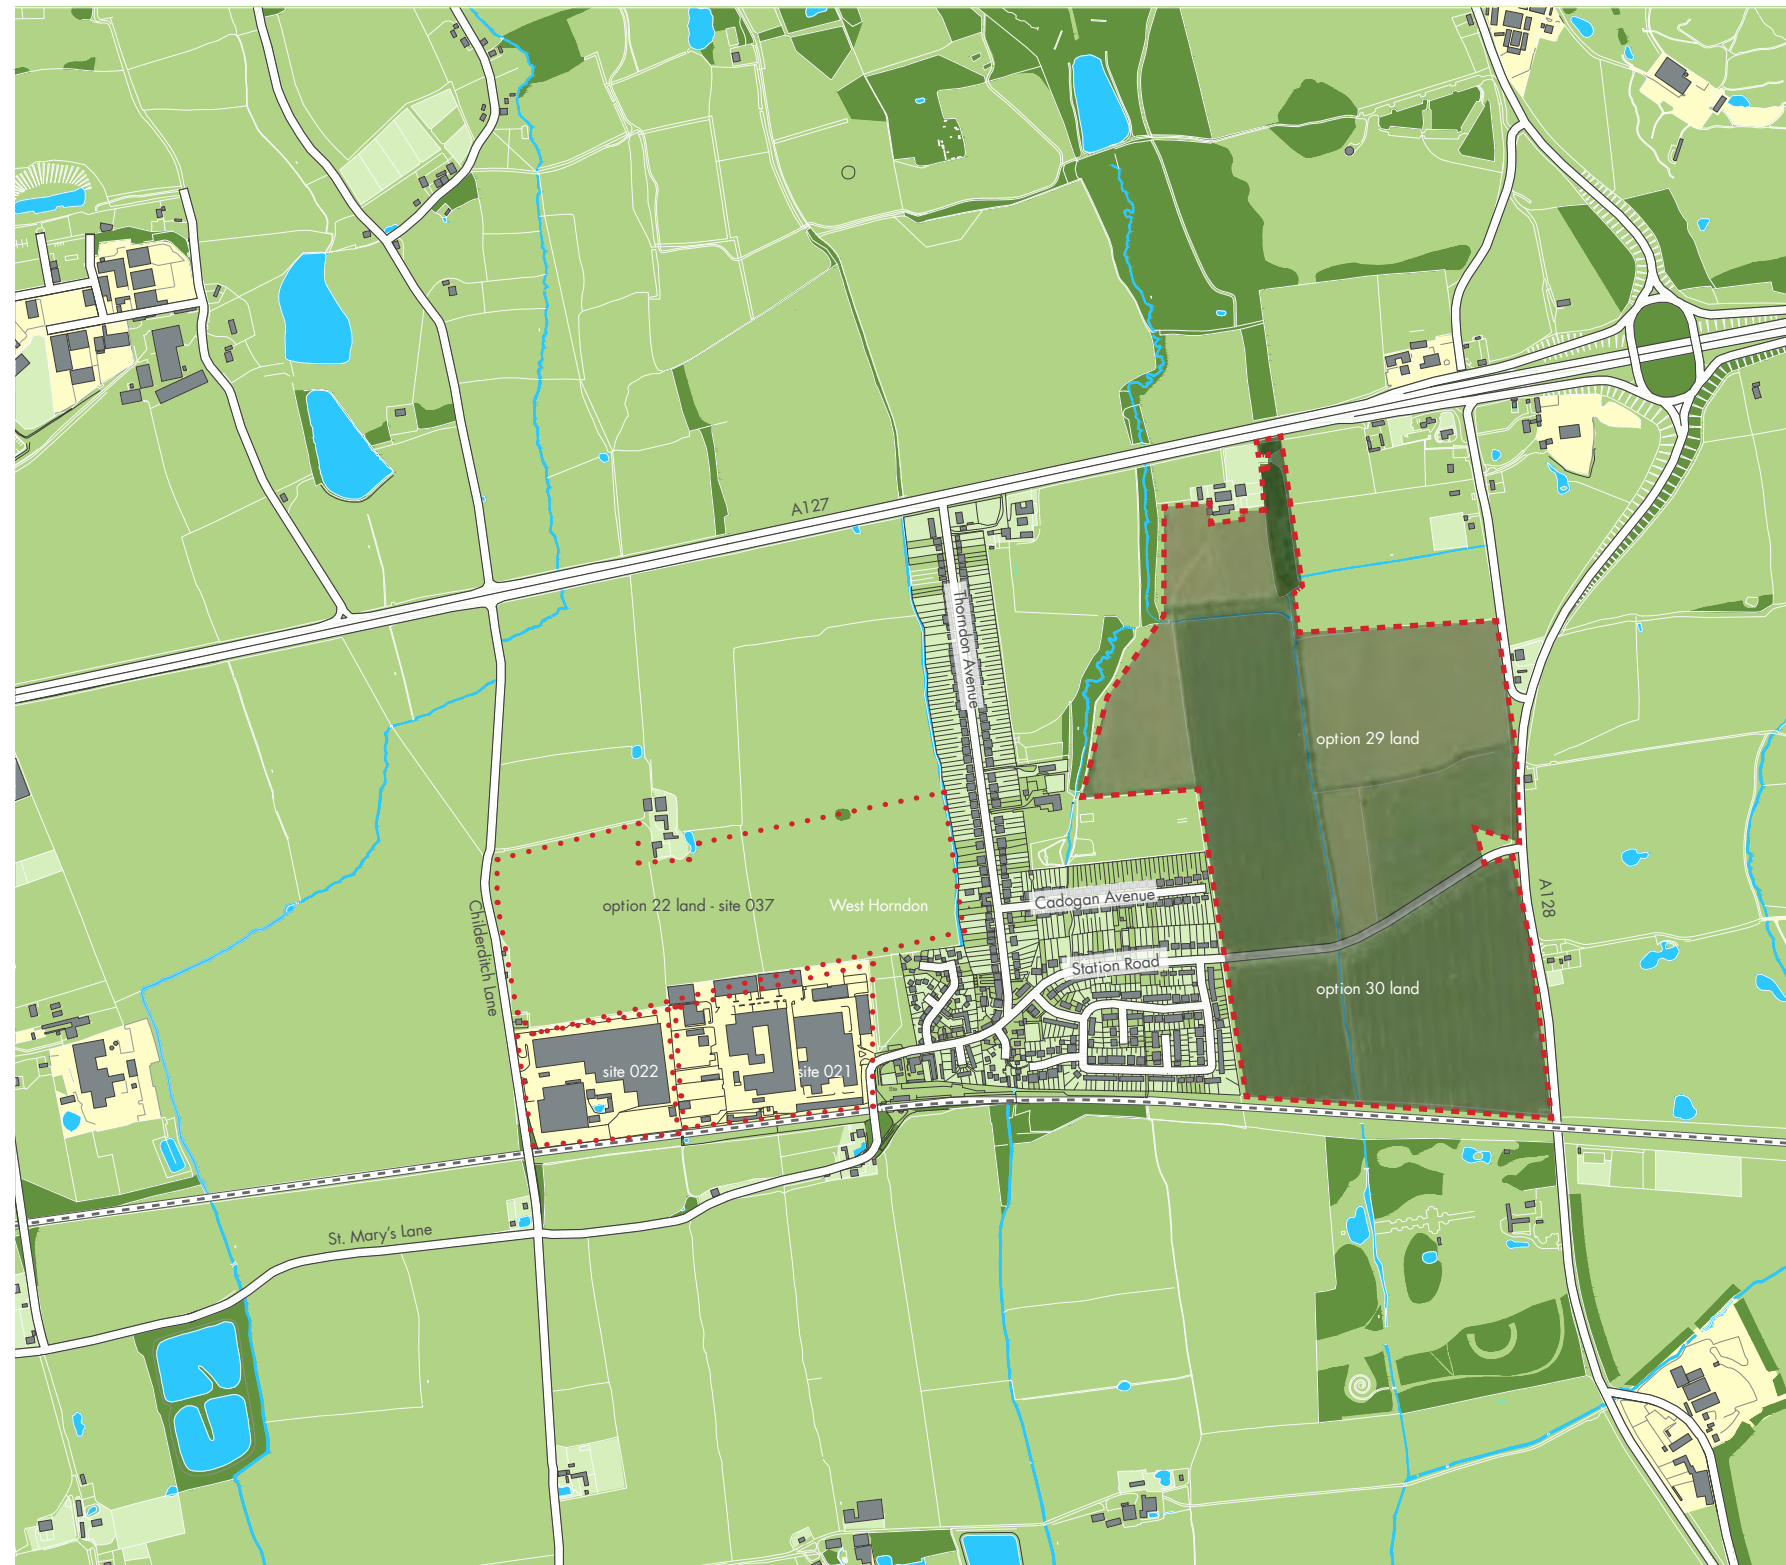 A127
Thorndon Avenue
option 29 land
Cadogan Avenue
A128
option 22 land - site 037
West Horndon
Childerditch Lane
Station Road
option 30 land
site 022
site 021
St. Mary's Lane